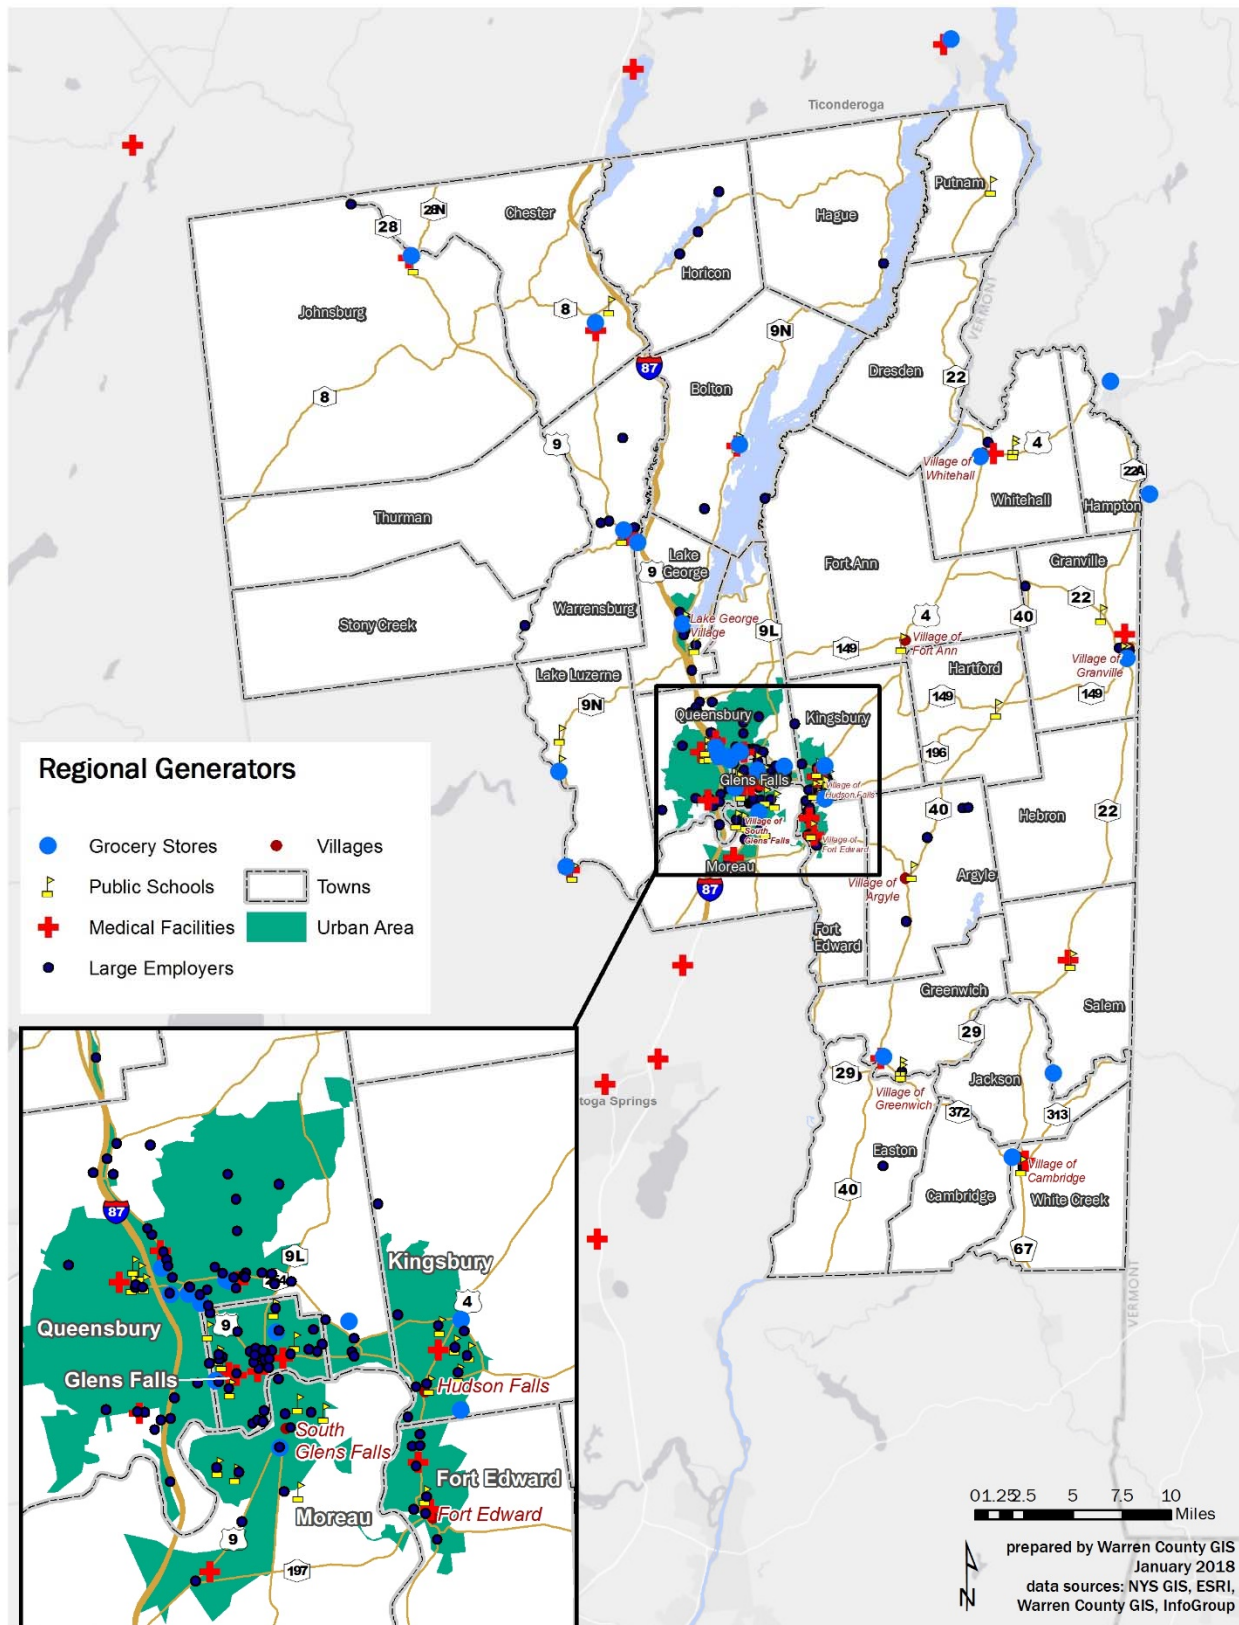 Ticonderoga
Putnam
28N
Chester
Hague
28
Horicon
VERMONT
Johnsburg
8
9N
87
Dresden
Bolton
22
8
9
4
Village of
Whitehall
22A
Whitehall
Hampton
Thurman
Lake
George
Fort Ann
Granville
9
22
Warrensburg
40
4
Stony Creek
Lake George
Village
9L
149
Village of
Fort Ann
Hartford
Village of
Granville
Lake Luzerne
149
149
9N
Queensbury
Kingsbury
196
Glens Falls
Village of
Hudson Falls
40
Hebron
22
Village of
South
Glens Falls
Village of
Fort Edward
Moreau
87
Village of
Argyle
Argyle
Fort
Edward
Greenwich
Salem
29
29
Jackson
Village of
Greenwich
toga Springs
372
313
Easton
Village of
Cambridge
40
Cambridge
White Creek
67
VERMONT
Regional Generators
Grocery Stores
Villages
Public Schools
Towns
Medical Facilities
Urban Area
Large Employers
87
9L
Kingsbury
4
Queensbury
9
Glens Falls
Hudson Falls
South
Glens Falls
Fort Edward
Moreau
Fort Edward
9
197
0 1.25 2.5 5 7.5 10
Miles
N
prepared by Warren County GIS
January 2018
data sources: NYS GIS, ESRI,
Warren County GIS, InfoGroup